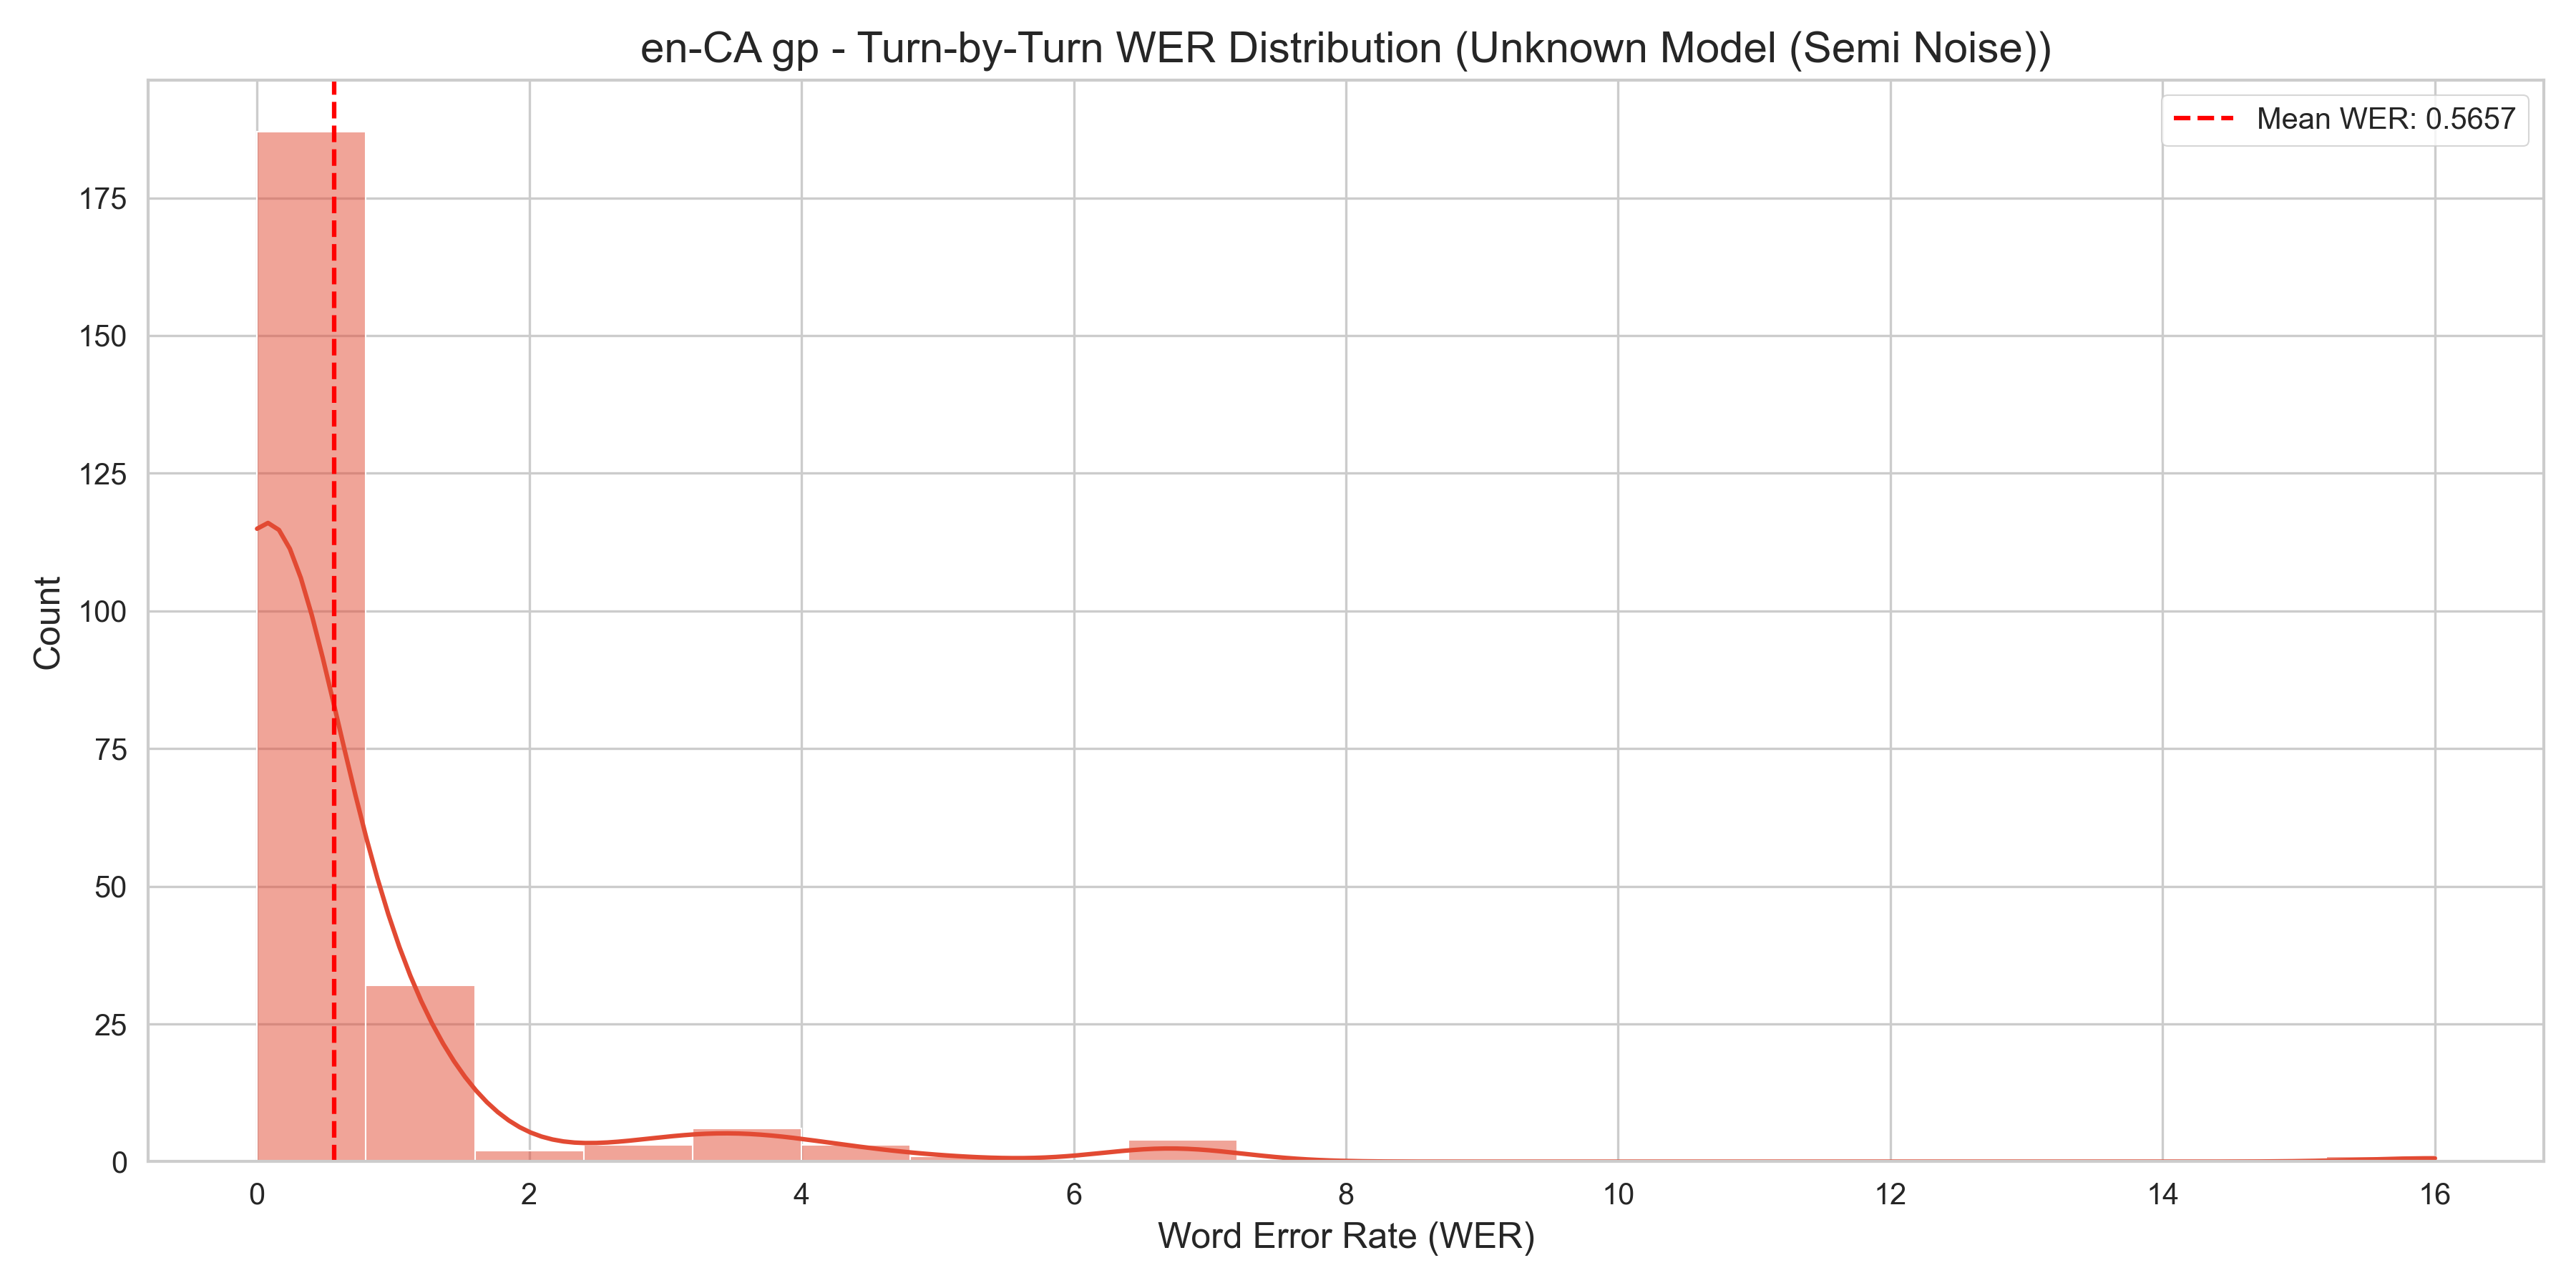 en-CA gp - Turn-by-Turn WER Distribution (Unknown Model (Semi Noise))
Mean WER: 0.5657
175
150
125
100
75
50
25
0
Count
0 2 4 6 8 10 12 14 16
Word Error Rate (WER)